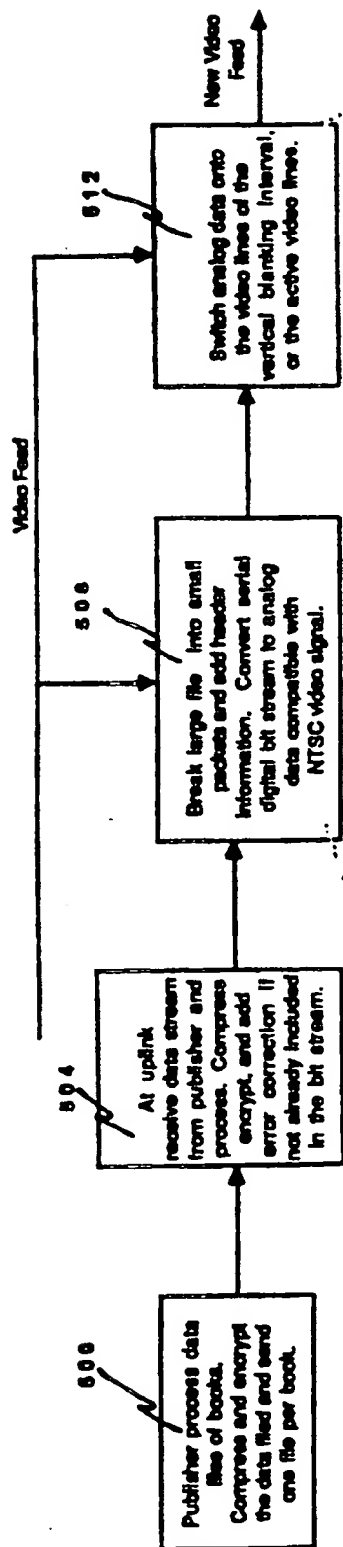 Video Feed
500
Publisher process data
files of books.
Compress and encrypt
the data filed and send
one file per book.
504
At uplink
receive data stream
from publisher and
process. Compress
encrypt, and add
error correction if
not already included
in the bit stream.
508
Break large file into small
packets and add header
information. Convert serial
digital bit stream to analog
data compatible with
NTSC video signal.
512
Switch analog data onto
the video lines of the
vertical blanking interval,
or the active video lines.
New Video
Feed